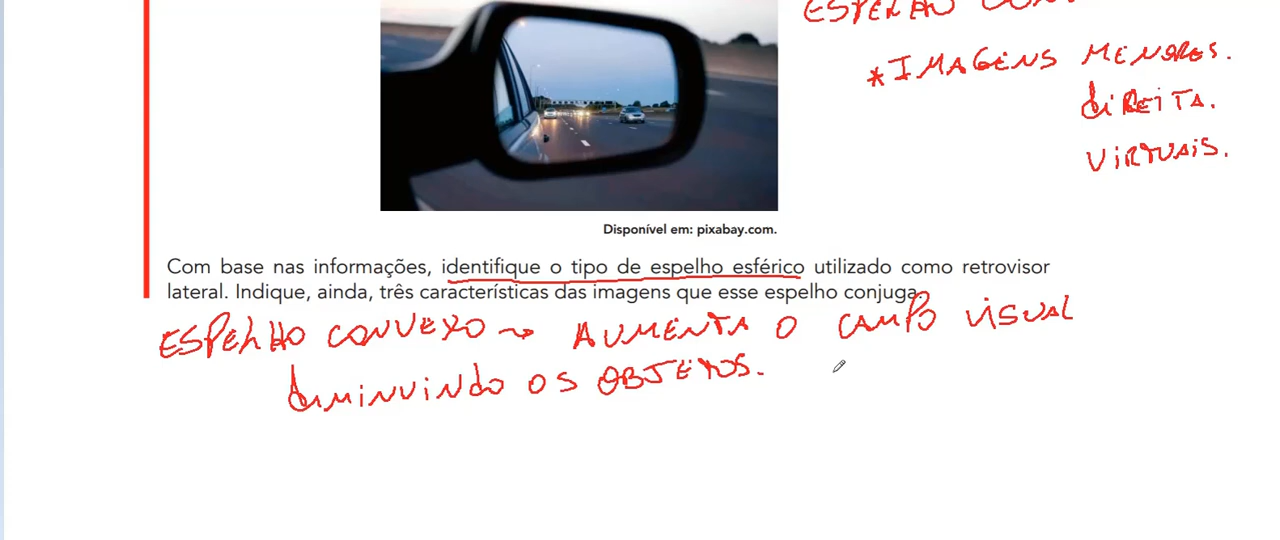 ESPELHO
*IMAGENS MENORES.
DIREITA.
VIRTUAIS.
Disponível em: pixabay.com.
Com base nas informações, identifique o tipo de espelho esférico utilizado como retrovisor
lateral. Indique, ainda, três características das imagens que esse espelho conjuga.
ESPELHO CONVEXO → AUMENTA O CAMPO VISUAL
DIMINUINDO OS OBJETOS.